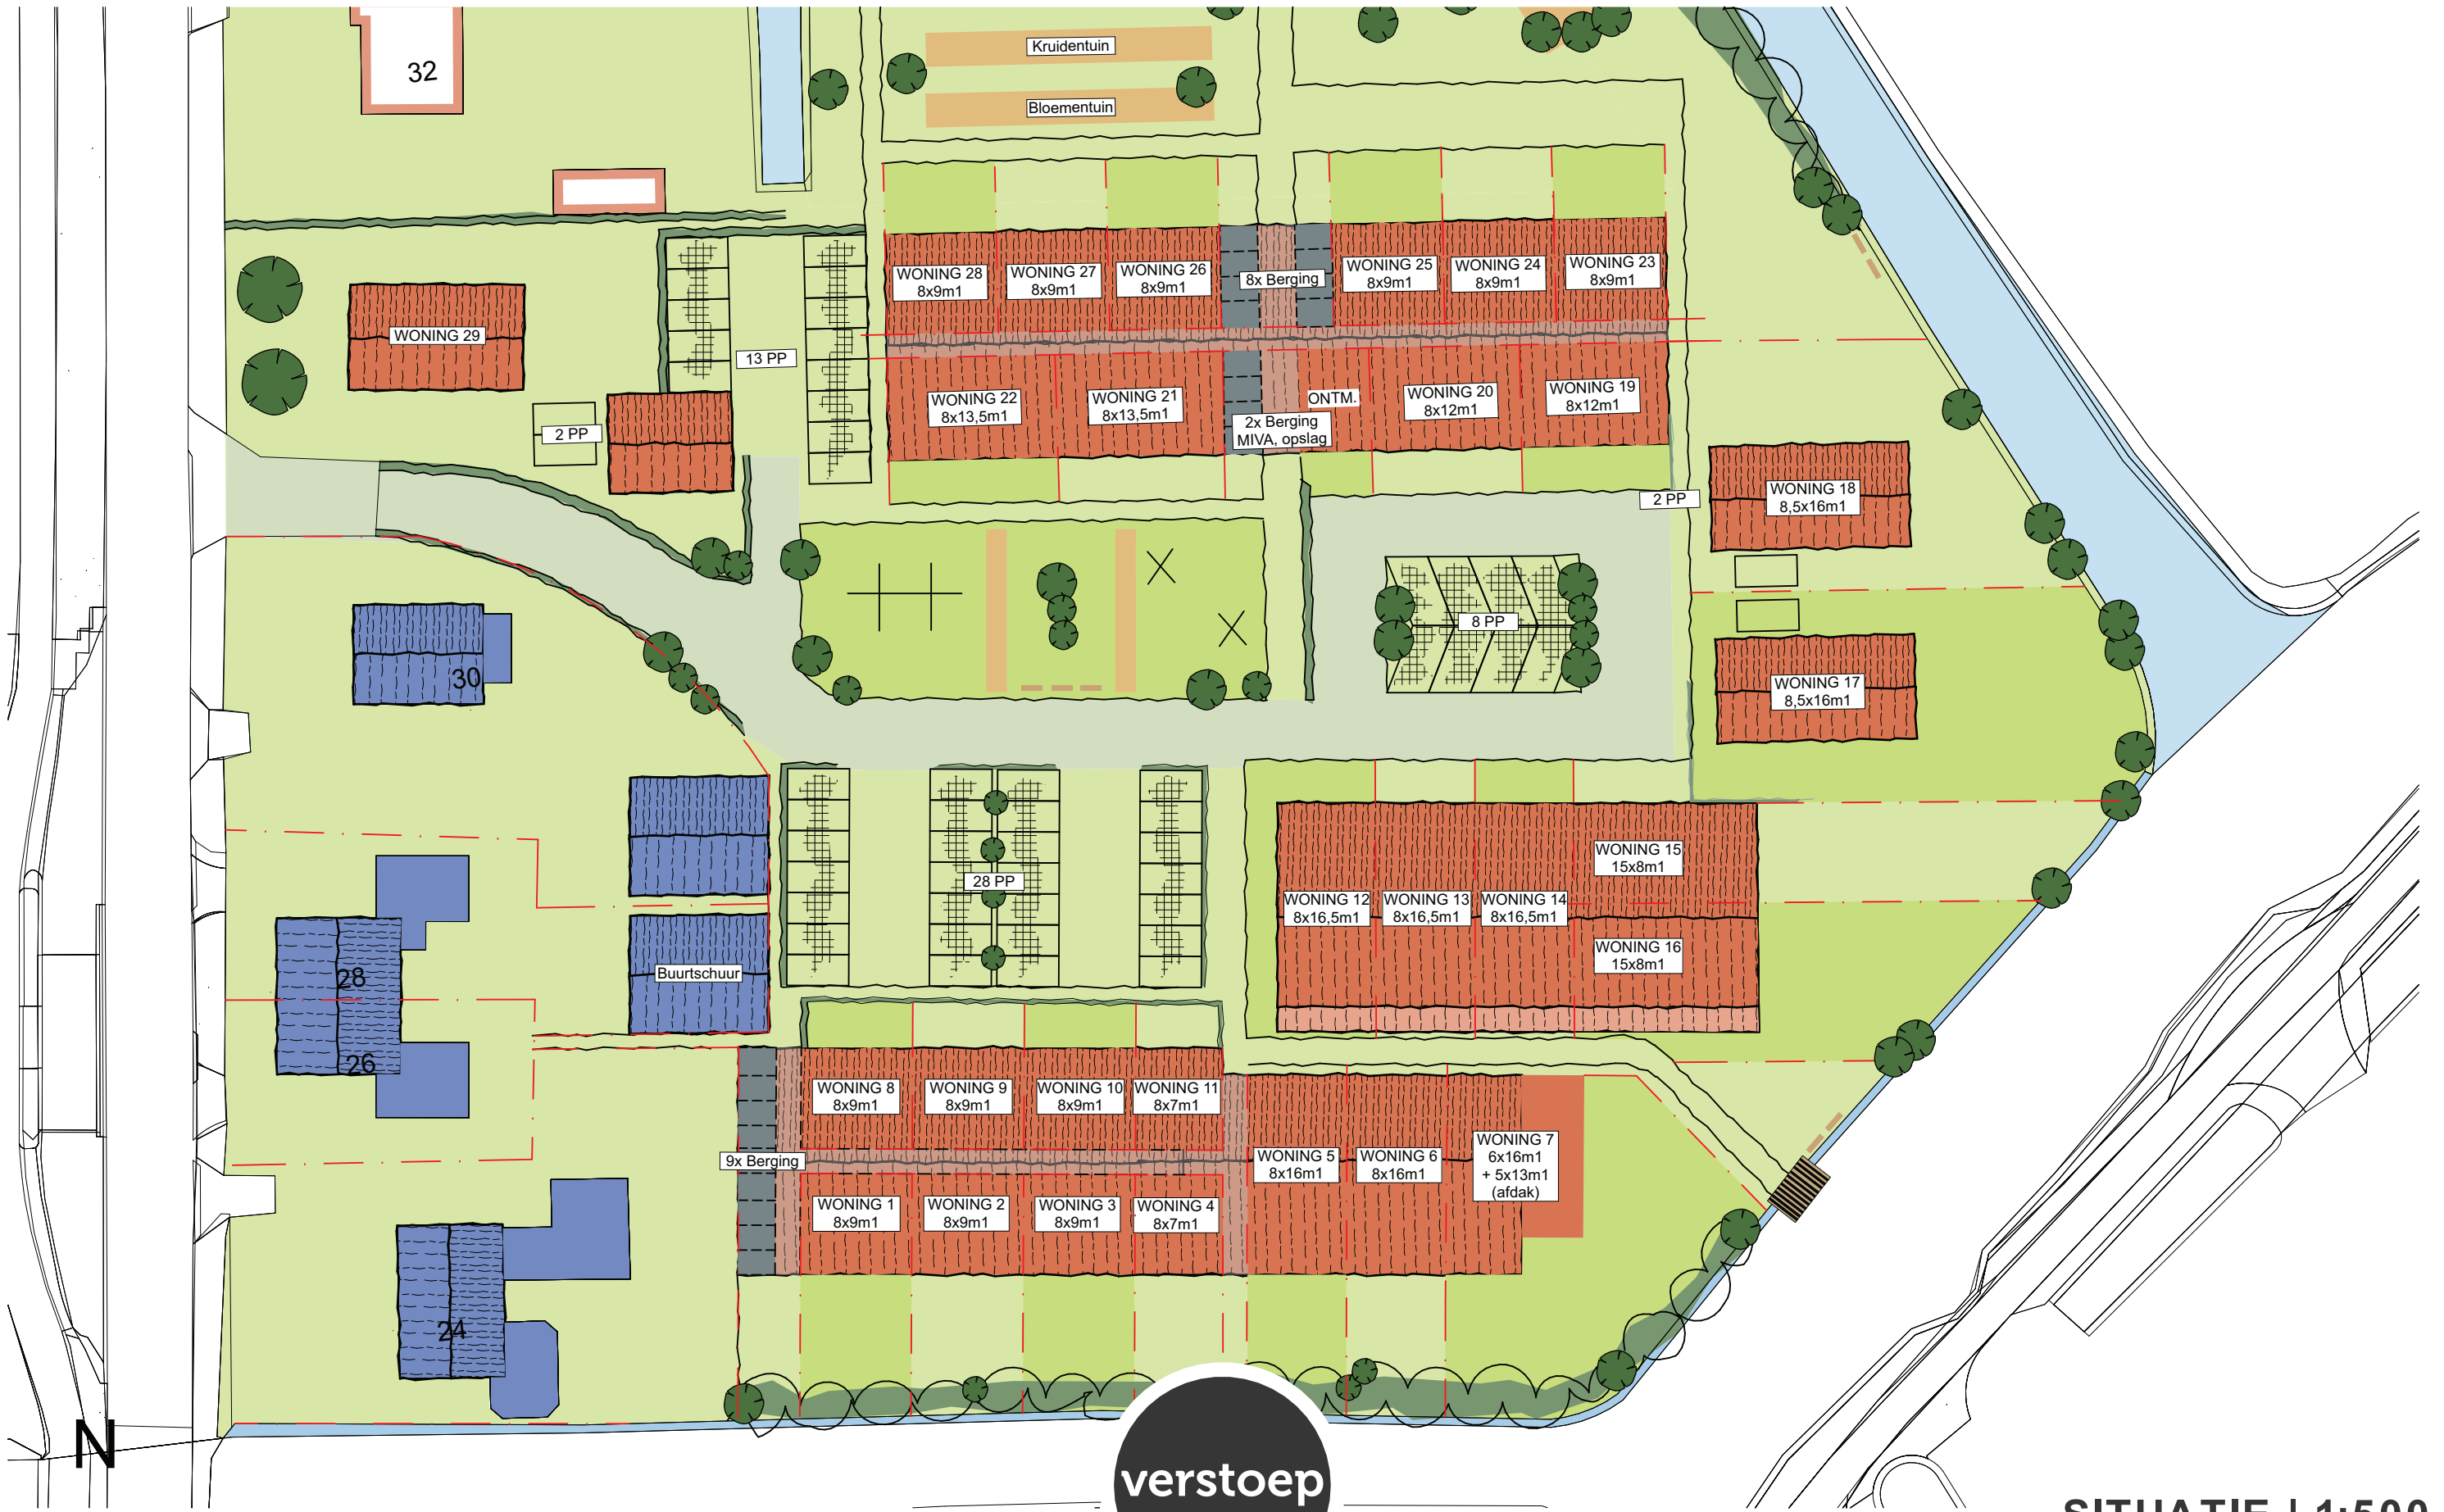 32
Kruidentuin
Bloementuin
WONING 28
8x9m1
WONING 27
8x9m1
WONING 26
8x9m1
8x Berging
WONING 25
8x9m1
WONING 24
8x9m1
WONING 23
8x9m1
WONING 29
13 PP
2 PP
WONING 22
8x13,5m1
WONING 21
8x13,5m1
2x Berging
MIVA, opslag
ONTM.
WONING 20
8x12m1
WONING 19
8x12m1
2 PP
WONING 18
8,5x16m1
8 PP
30
WONING 17
8,5x16m1
28 PP
WONING 12
8x16,5m1
WONING 13
8x16,5m1
WONING 14
8x16,5m1
WONING 15
15x8m1
WONING 16
15x8m1
28
Buurtschuur
26
WONING 8
8x9m1
WONING 9
8x9m1
WONING 10
8x9m1
WONING 11
8x7m1
9x Berging
WONING 5
8x16m1
WONING 6
8x16m1
WONING 7
6x16m1
+ 5x13m1
(afdak)
WONING 1
8x9m1
WONING 2
8x9m1
WONING 3
8x9m1
WONING 4
8x7m1
24
N
verstoep
SITUATIE | 1:500